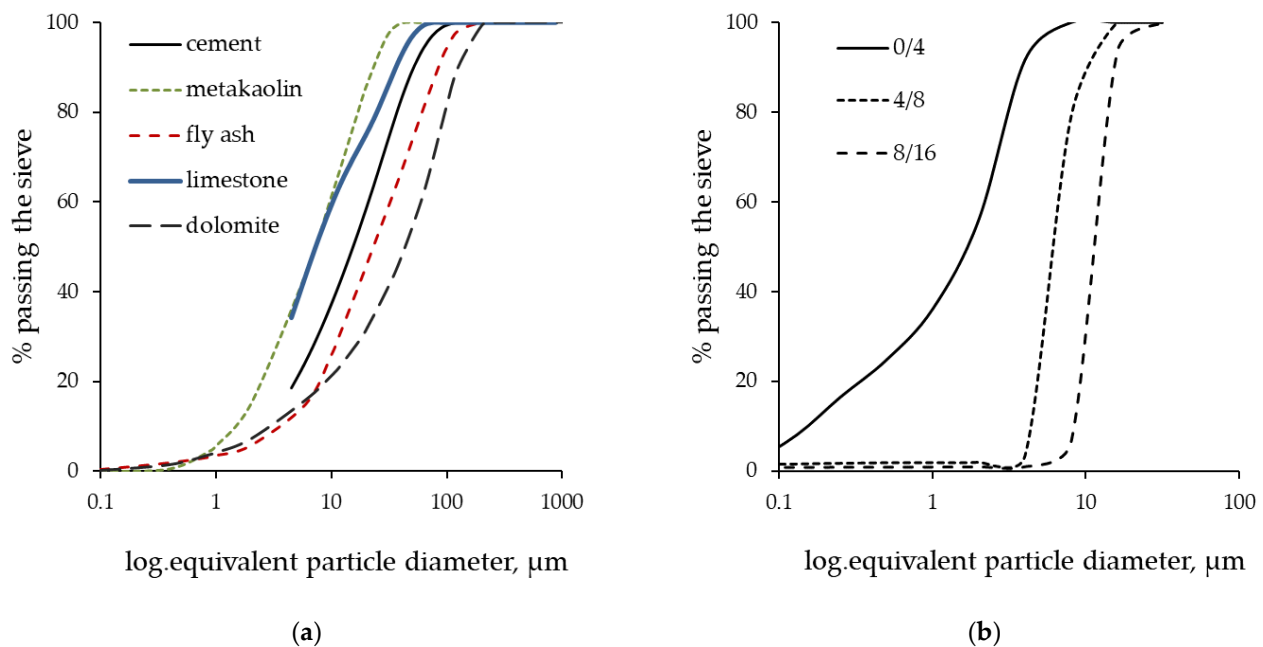 % passing the sieve
100
80
60
40
20
0
0.1 1 10 100 1000
cement
metakaolin
fly ash
limestone
dolomite
log.equivalent particle diameter, µm
(a)
% passing the sieve
100
80
60
40
20
0
0.1 1 10 100
0/4
4/8
8/16
log.equivalent particle diameter, µm
(b)